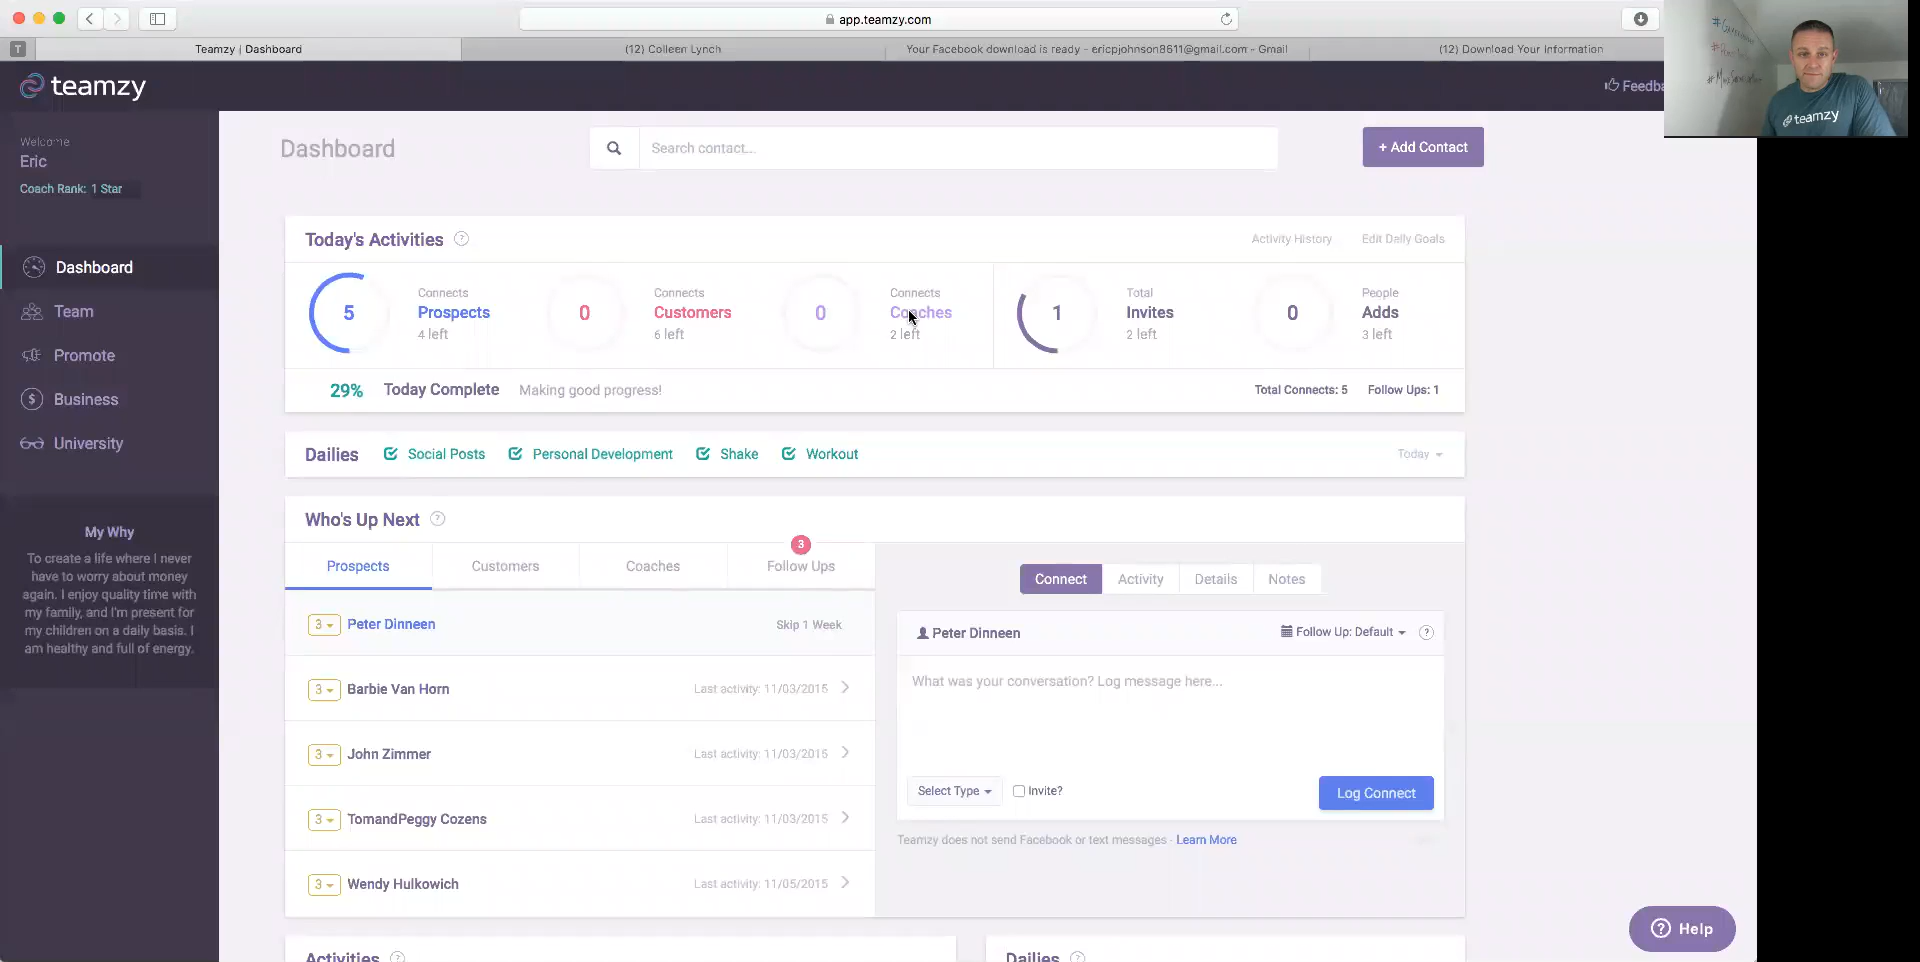 app.teamzy.com
T
Teamzy | Dashboard
(12) Colleen Lynch
Your Facebook download is ready - ericpjohnson8611@gmail.com - Gmail
(12) Download Your Information
teamzy
Feedba
teamzy
Welcome
Eric
Coach Rank: 1 Star
Dashboard
Team
Promote
Business
University
My Why
To create a life where I never
have to worry about money
again. I enjoy quality time with
my family, and I'm present for
my children on a daily basis. I
am healthy and full of energy.
Dashboard
Search contact...
+ Add Contact
Today's Activities ?
Activity History
Edit Daily Goals
5
Connects
Prospects
4 left
0
Connects
Customers
6 left
0
Connects
Coaches
2 left
1
Total
Invites
2 left
0
People
Adds
3 left
29% Today Complete Making good progress!
Total Connects: 5
Follow Ups: 1
Dailies
Social Posts
Personal Development
Shake
Workout
Today
Who's Up Next ?
Prospects
Customers
Coaches
3
Follow Ups
3 Peter Dinneen
Skip 1 Week
3 Barbie Van Horn
Last activity: 11/03/2015
3 John Zimmer
Last activity: 11/03/2015
3 TomandPeggy Cozens
Last activity: 11/03/2015
3 Wendy Hulkowich
Last activity: 11/05/2015
Connect
Activity
Details
Notes
Peter Dinneen
Follow Up: Default
?
What was your conversation? Log message here...
Select Type
Invite?
Log Connect
Teamzy does not send Facebook or text messages - Learn More
Activities ?
Dailies ?
? Help